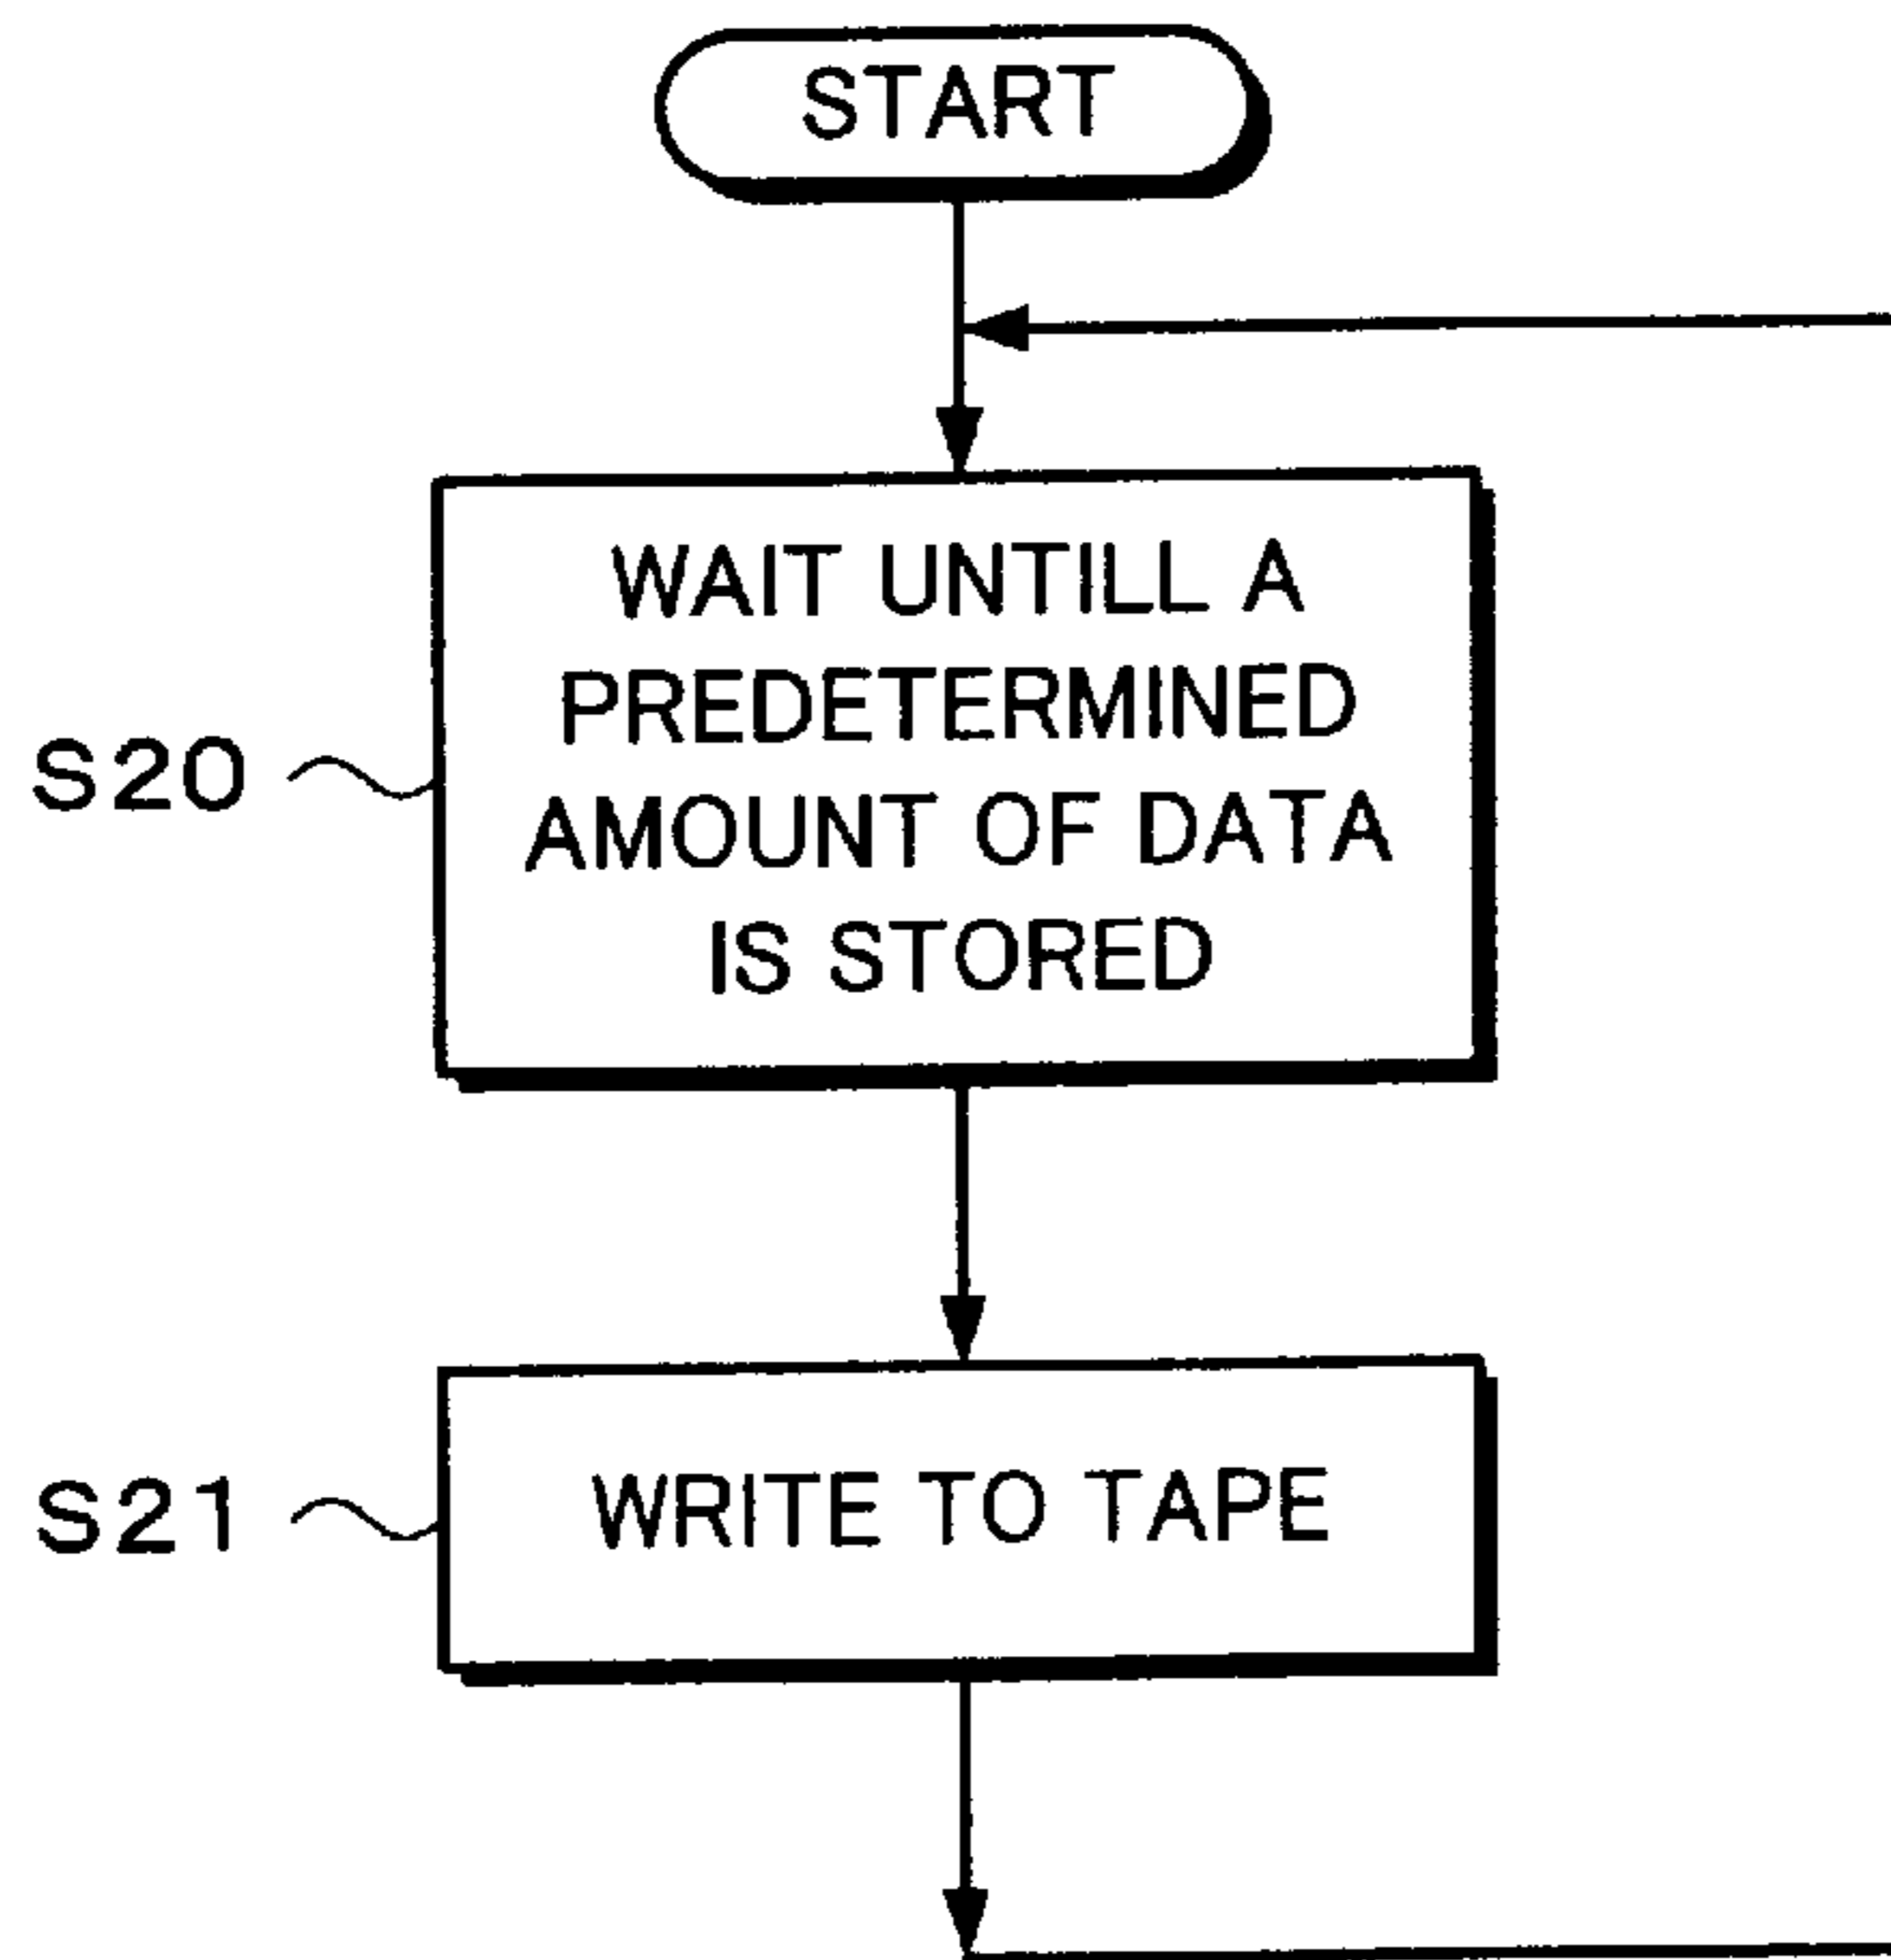 START
WAIT UNTILL A
PREDETERMINED
AMOUNT OF DATA
IS STORED
S20
WRITE TO TAPE
S21